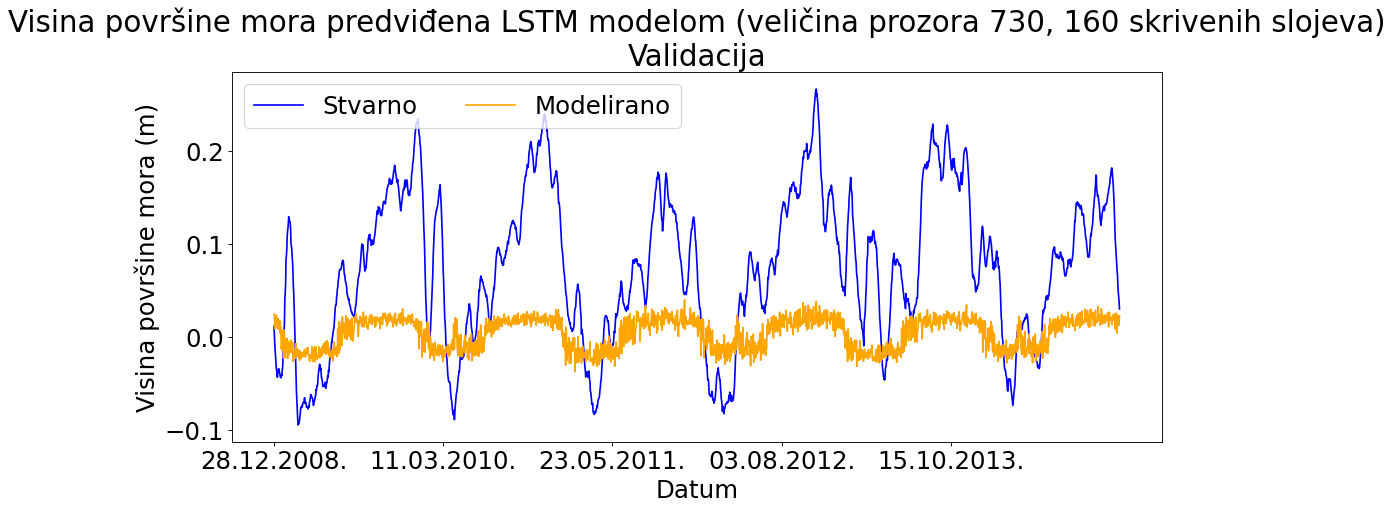 Visina površine mora predviđena LSTM modelom (veličina prozora 730, 160 skrivenih slojeva)
Validacija
Stvarno Modelirano
Visina površine mora (m)
0.2
0.1
0.0
−0.1
28.12.2008. 11.03.2010. 23.05.2011. 03.08.2012. 15.10.2013.
Datum